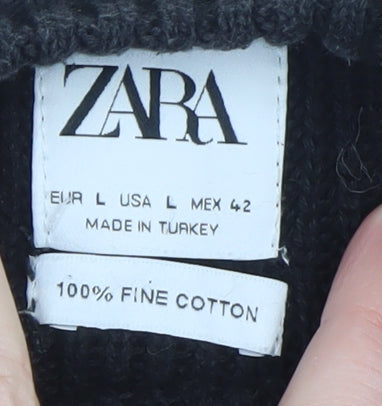 ZARA
EUR L USA L MEX 42
MADE IN TURKEY
100% FINE COTTON